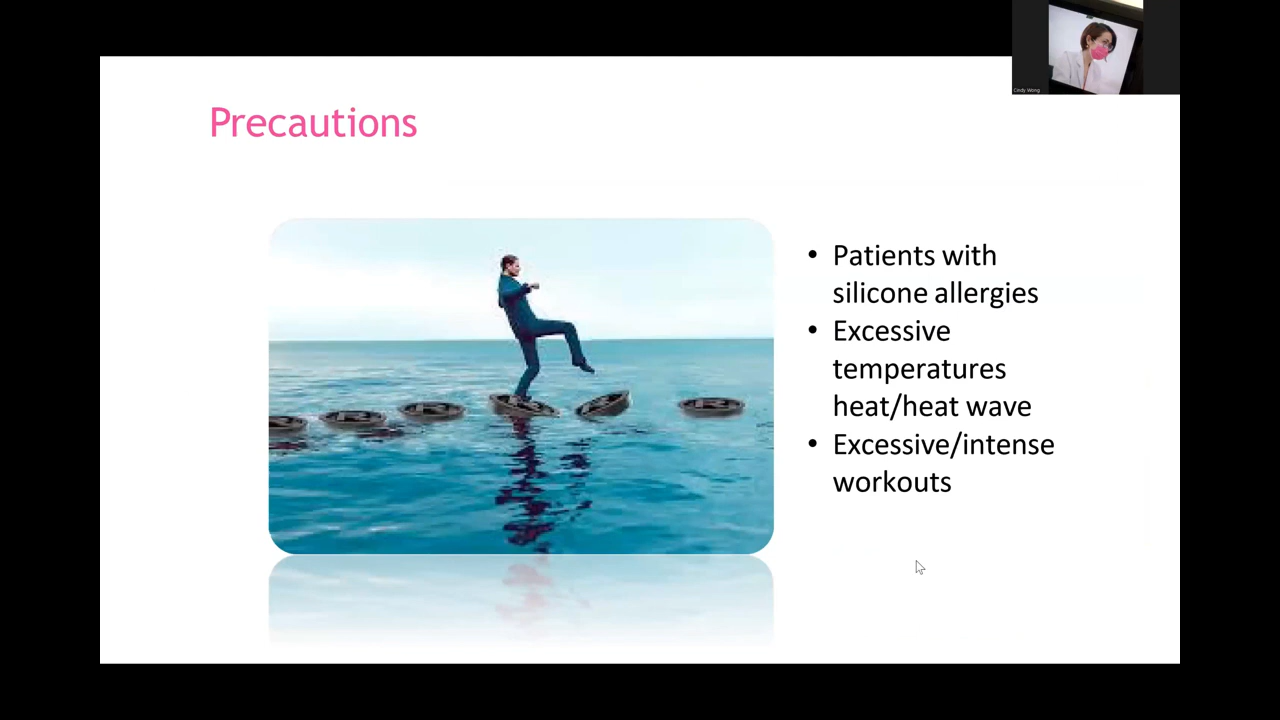 Cindy Wong
Precautions
• Patients with
silicone allergies
• Excessive
temperatures
heat/heat wave
• Excessive/intense
workouts